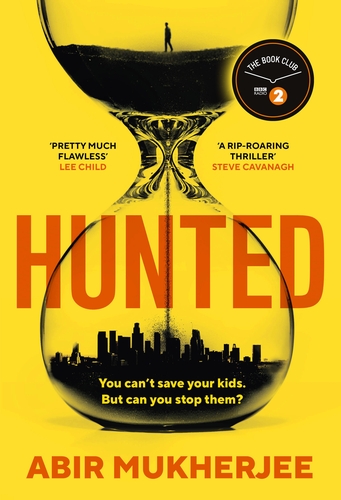 THE BOOK CLUB
BBC
RADIO
2
'PRETTY MUCH
FLAWLESS'
LEE CHILD
'A RIP-ROARING
THRILLER'
STEVE CAVANAGH
HUNTED
You can't save your kids.
But can you stop them?
ABIR MUKHERJEE